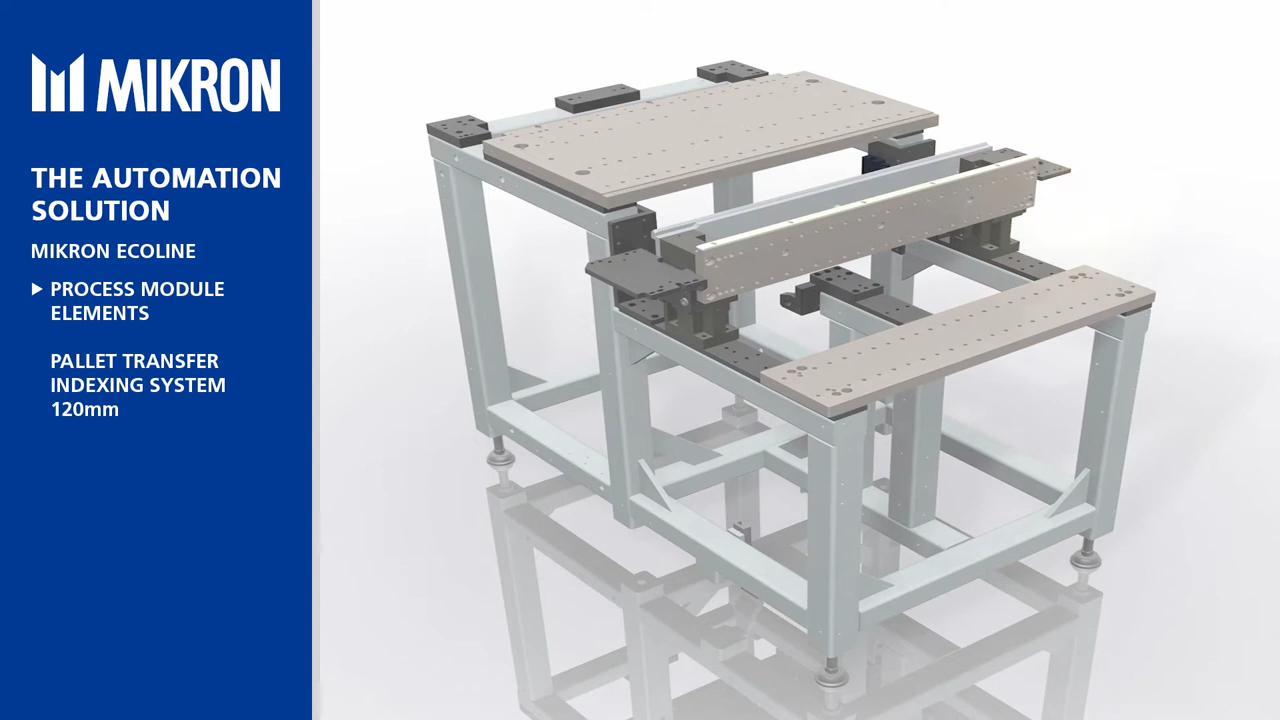 MIKRON
THE AUTOMATION
SOLUTION
MIKRON ECOLINE
PROCESS MODULE
ELEMENTS
PALLET TRANSFER
INDEXING SYSTEM
120mm